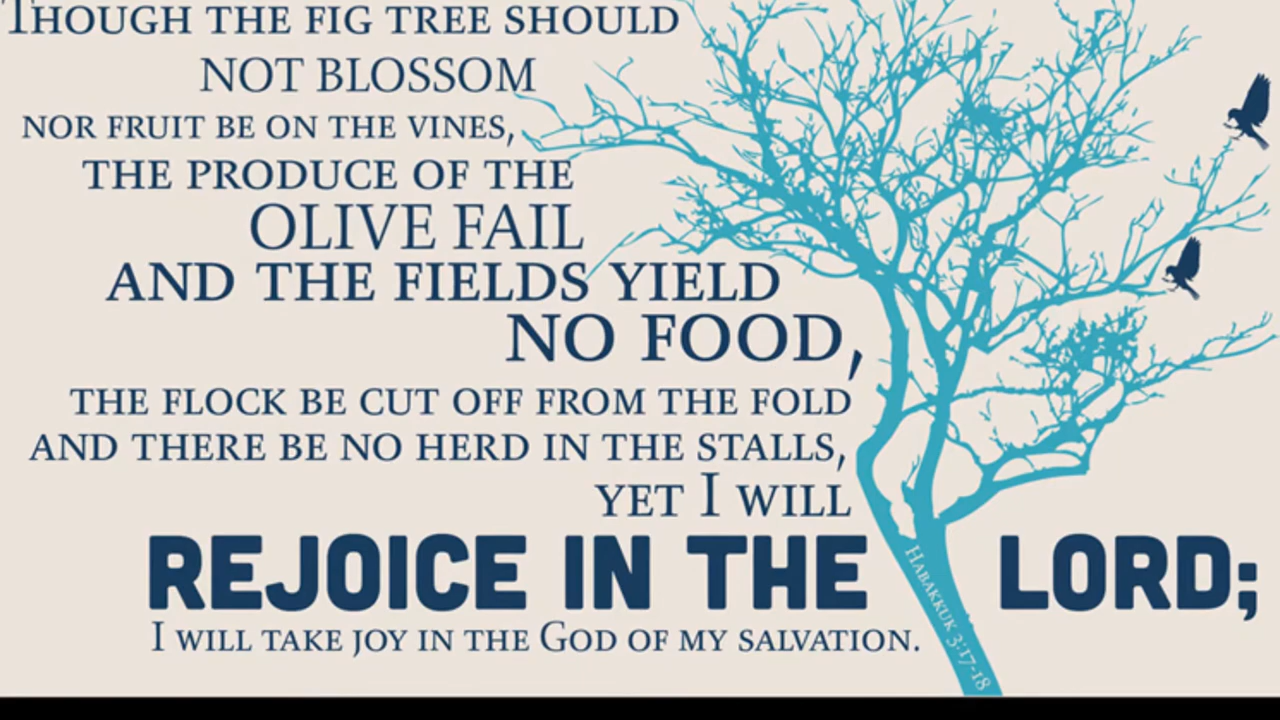 Though the fig tree should
not blossom
nor fruit be on the vines,
the produce of the
olive fail
and the fields yield
no food,
the flock be cut off from the fold
and there be no herd in the stalls,
yet I will
REJOICE IN THE LORD;
I will take joy in the God of my salvation.
Habakkuk 3:17-18